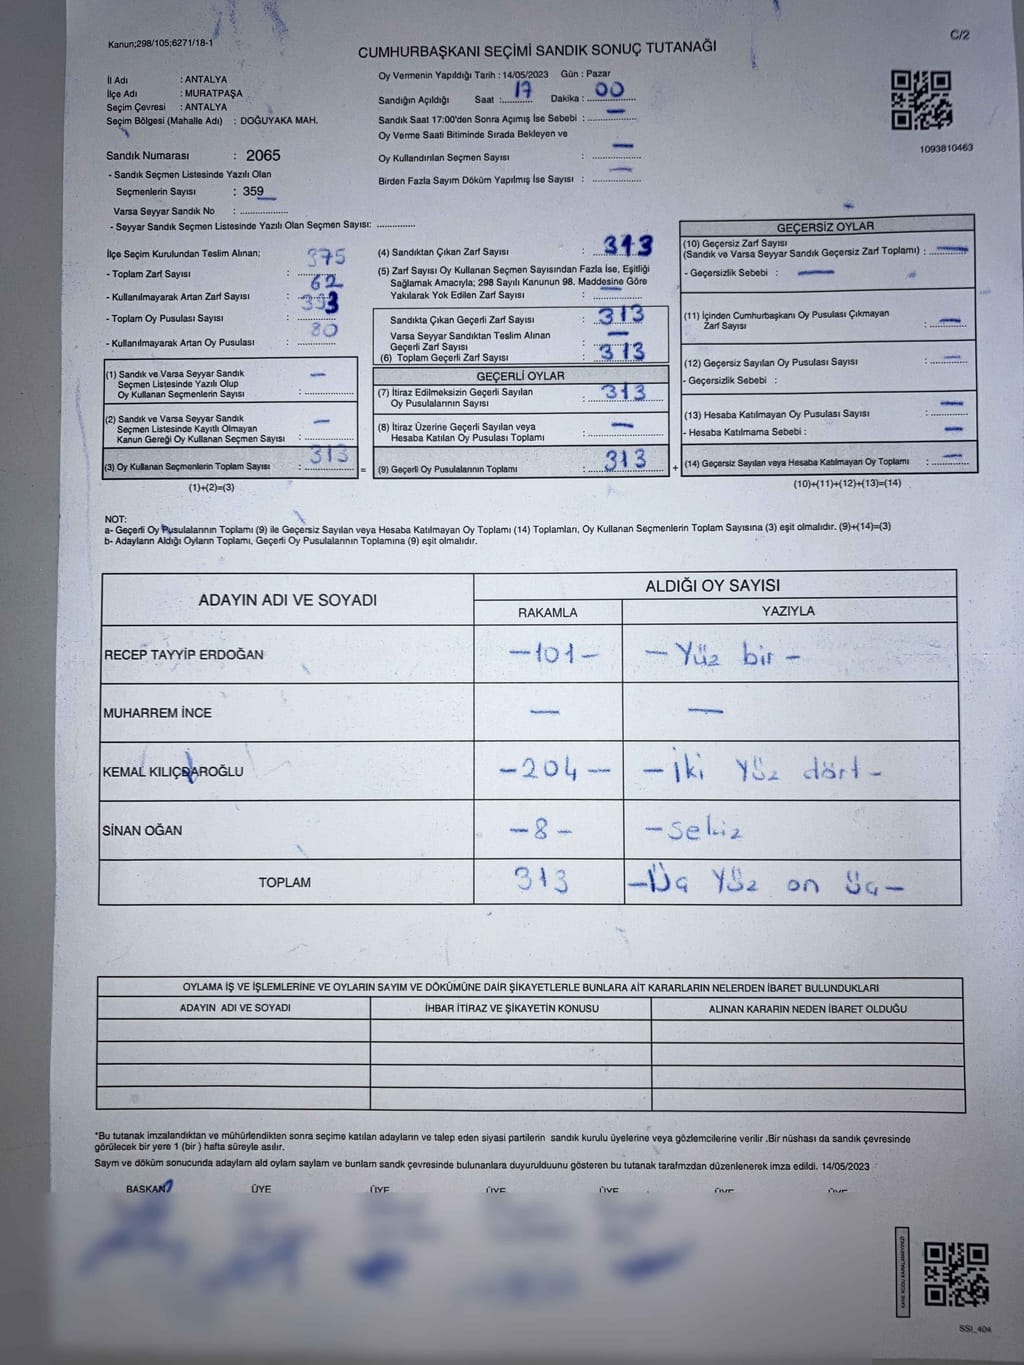 Kanun;298/105;6271/18-1
C/2
CUMHURBAŞKANI SEÇİMİ SANDIK SONUÇ TUTANAĞI
İl Adı : ANTALYA
İlçe Adı : MURATPAŞA
Seçim Çevresi : ANTALYA
Seçim Bölgesi (Mahalle Adı) : DOĞUYAKA MAH.
Oy Vermenin Yapıldığı Tarih : 14/05/2023 Gün : Pazar
Sandığın Açıldığı Saat : 17 Dakika : 00
Sandık Saat 17:00'den Sonra Açımış İse Sebebi : —
Oy Verme Saati Bitiminde Sırada Bekleyen ve
Oy Kullandırılan Seçmen Sayısı : —
Birden Fazla Sayım Döküm Yapılmış İse Sayısı : —
1093810463
Sandık Numarası : 2065
- Sandık Seçmen Listesinde Yazılı Olan
Seçmenlerin Sayısı : 359
Varsa Seyyar Sandık No : ..................
- Seyyar Sandık Seçmen Listesinde Yazılı Olan Seçmen Sayısı: ..............
İlçe Seçim Kurulundan Teslim Alınan;
- Toplam Zarf Sayısı : 375
- Kullanılmayarak Artan Zarf Sayısı : 62
- Toplam Oy Pusulası Sayısı : 393
- Kullanılmayarak Artan Oy Pusulası : 80
(1) Sandık ve Varsa Seyyar Sandık
Seçmen Listesinde Yazılı Olup
Oy Kullanan Seçmenlerin Sayısı : —
(2) Sandık ve Varsa Seyyar Sandık
Seçmen Listesinde Kayıtlı Olmayan
Kanun Gereği Oy Kullanan Seçmen Sayısı : —
(3) Oy Kullanan Seçmenlerin Toplam Sayısı : 313 =
(1)+(2)=(3)
(4) Sandıktan Çıkan Zarf Sayısı : 313
(5) Zarf Sayısı Oy Kullanan Seçmen Sayısından Fazla İse, Eşitliği
Sağlamak Amacıyla; 298 Sayılı Kanunun 98. Maddesine Göre
Yakılarak Yok Edilen Zarf Sayısı : —
Sandıkta Çıkan Geçerli Zarf Sayısı : 313
Varsa Seyyar Sandıktan Teslim Alınan
Geçerli Zarf Sayısı : —
(6) Toplam Geçerli Zarf Sayısı : 313
GEÇERLİ OYLAR
(7) İtiraz Edilmeksizin Geçerli Sayılan
Oy Pusulalarının Sayısı : 313
(8) İtiraz Üzerine Geçerli Sayılan veya
Hesaba Katılan Oy Pusulası Toplamı : —
(9) Geçerli Oy Pusulalarının Toplamı : 313 +
GEÇERSİZ OYLAR
(10) Geçersiz Zarf Sayısı
(Sandık ve Varsa Seyyar Sandık Geçersiz Zarf Toplamı) : —
- Geçersizlik Sebebi : —
(11) İçinden Cumhurbaşkanı Oy Pusulası Çıkmayan
Zarf Sayısı : —
(12) Geçersiz Sayılan Oy Pusulası Sayısı : —
- Geçersizlik Sebebi :
(13) Hesaba Katılmayan Oy Pusulası Sayısı : —
- Hesaba Katılmama Sebebi : —
(14) Geçersiz Sayılan veya Hesaba Katılmayan Oy Toplamı : —
(10)+(11)+(12)+(13)=(14)
NOT:
a- Geçerli Oy Pusulalarının Toplamı (9) ile Geçersiz Sayılan veya Hesaba Katılmayan Oy Toplamı (14) Toplamları, Oy Kullanan Seçmenlerin Toplam Sayısına (3) eşit olmalıdır. (9)+(14)=(3)
b- Adayların Aldığı Oyların Toplamı, Geçerli Oy Pusulalarının Toplamına (9) eşit olmalıdır.
ADAYIN ADI VE SOYADI
ALDIĞI OY SAYISI
RAKAMLA YAZIYLA
RECEP TAYYİP ERDOĞAN —101— — Yüz bir —
MUHARREM İNCE — —
KEMAL KILIÇDAROĞLU —204— — İki Yüz dört —
SİNAN OĞAN —8— — Sekiz
TOPLAM 313 —Üç Yüz on üç—
OYLAMA İŞ VE İŞLEMLERİNE VE OYLARIN SAYIM VE DÖKÜMÜNE DAİR ŞİKAYETLERLE BUNLARA AİT KARARLARIN NELERDEN İBARET BULUNDUKLARI
ADAYIN ADI VE SOYADI İHBAR İTİRAZ VE ŞİKAYETİN KONUSU ALINAN KARARIN NEDEN İBARET OLDUĞU
*Bu tutanak imzalandıktan ve mühürlendikten sonra seçime katılan adayların ve talep eden siyasi partilerin sandık kurulu üyelerine veya gözlemcilerine verilir .Bir nüshası da sandık çevresinde
görülecek bir yere 1 (bir ) hafta süreyle asılır.
Saym ve döküm sonucunda adaylarn ald oylarn saylarn ve bunlarn sandk çevresinde bulunanlara duyurulduunu gösteren bu tutanak tarafmzdan düzenlenerek imza edildi. 14/05/2023
BAŞKAN ÜYE ÜYE ÜYE ÜYE ÜYE ÜYE
SSI_404